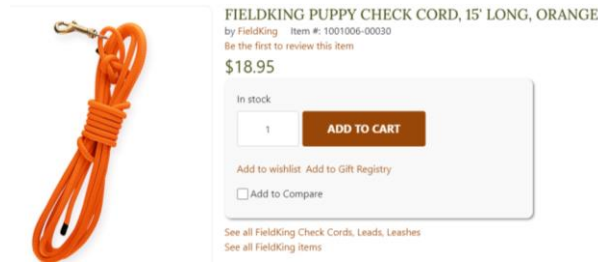 FIELDKING PUPPY CHECK CORD, 15' LONG, ORANGE
by FieldKing Item #: 1001006-00030
Be the first to review this item
$18.95
In stock
1
ADD TO CART
Add to wishlist Add to Gift Registry
Add to Compare
See all FieldKing Check Cords, Leads, Leashes
See all FieldKing items